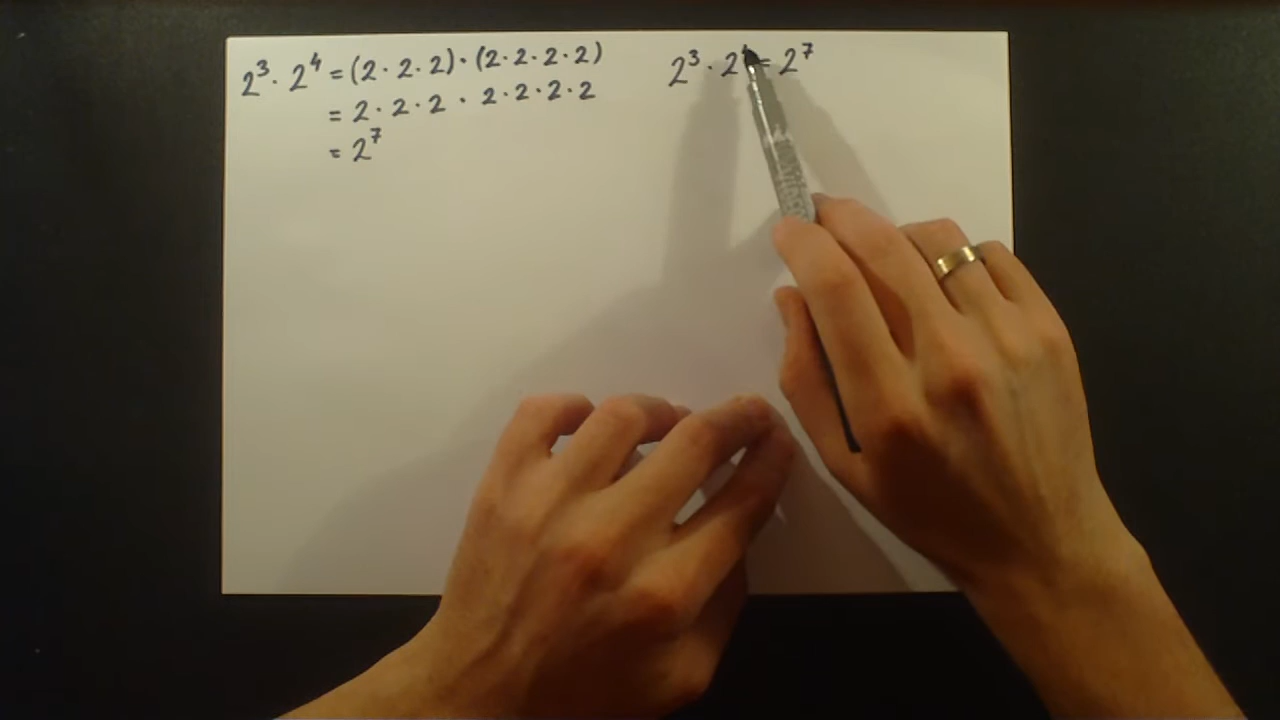 2³ · 2⁴ = (2 · 2 · 2) · (2 · 2 · 2 · 2)
= 2 · 2 · 2 · 2 · 2 · 2 · 2
= 2⁷
2³ · 2⁴ = 2⁷